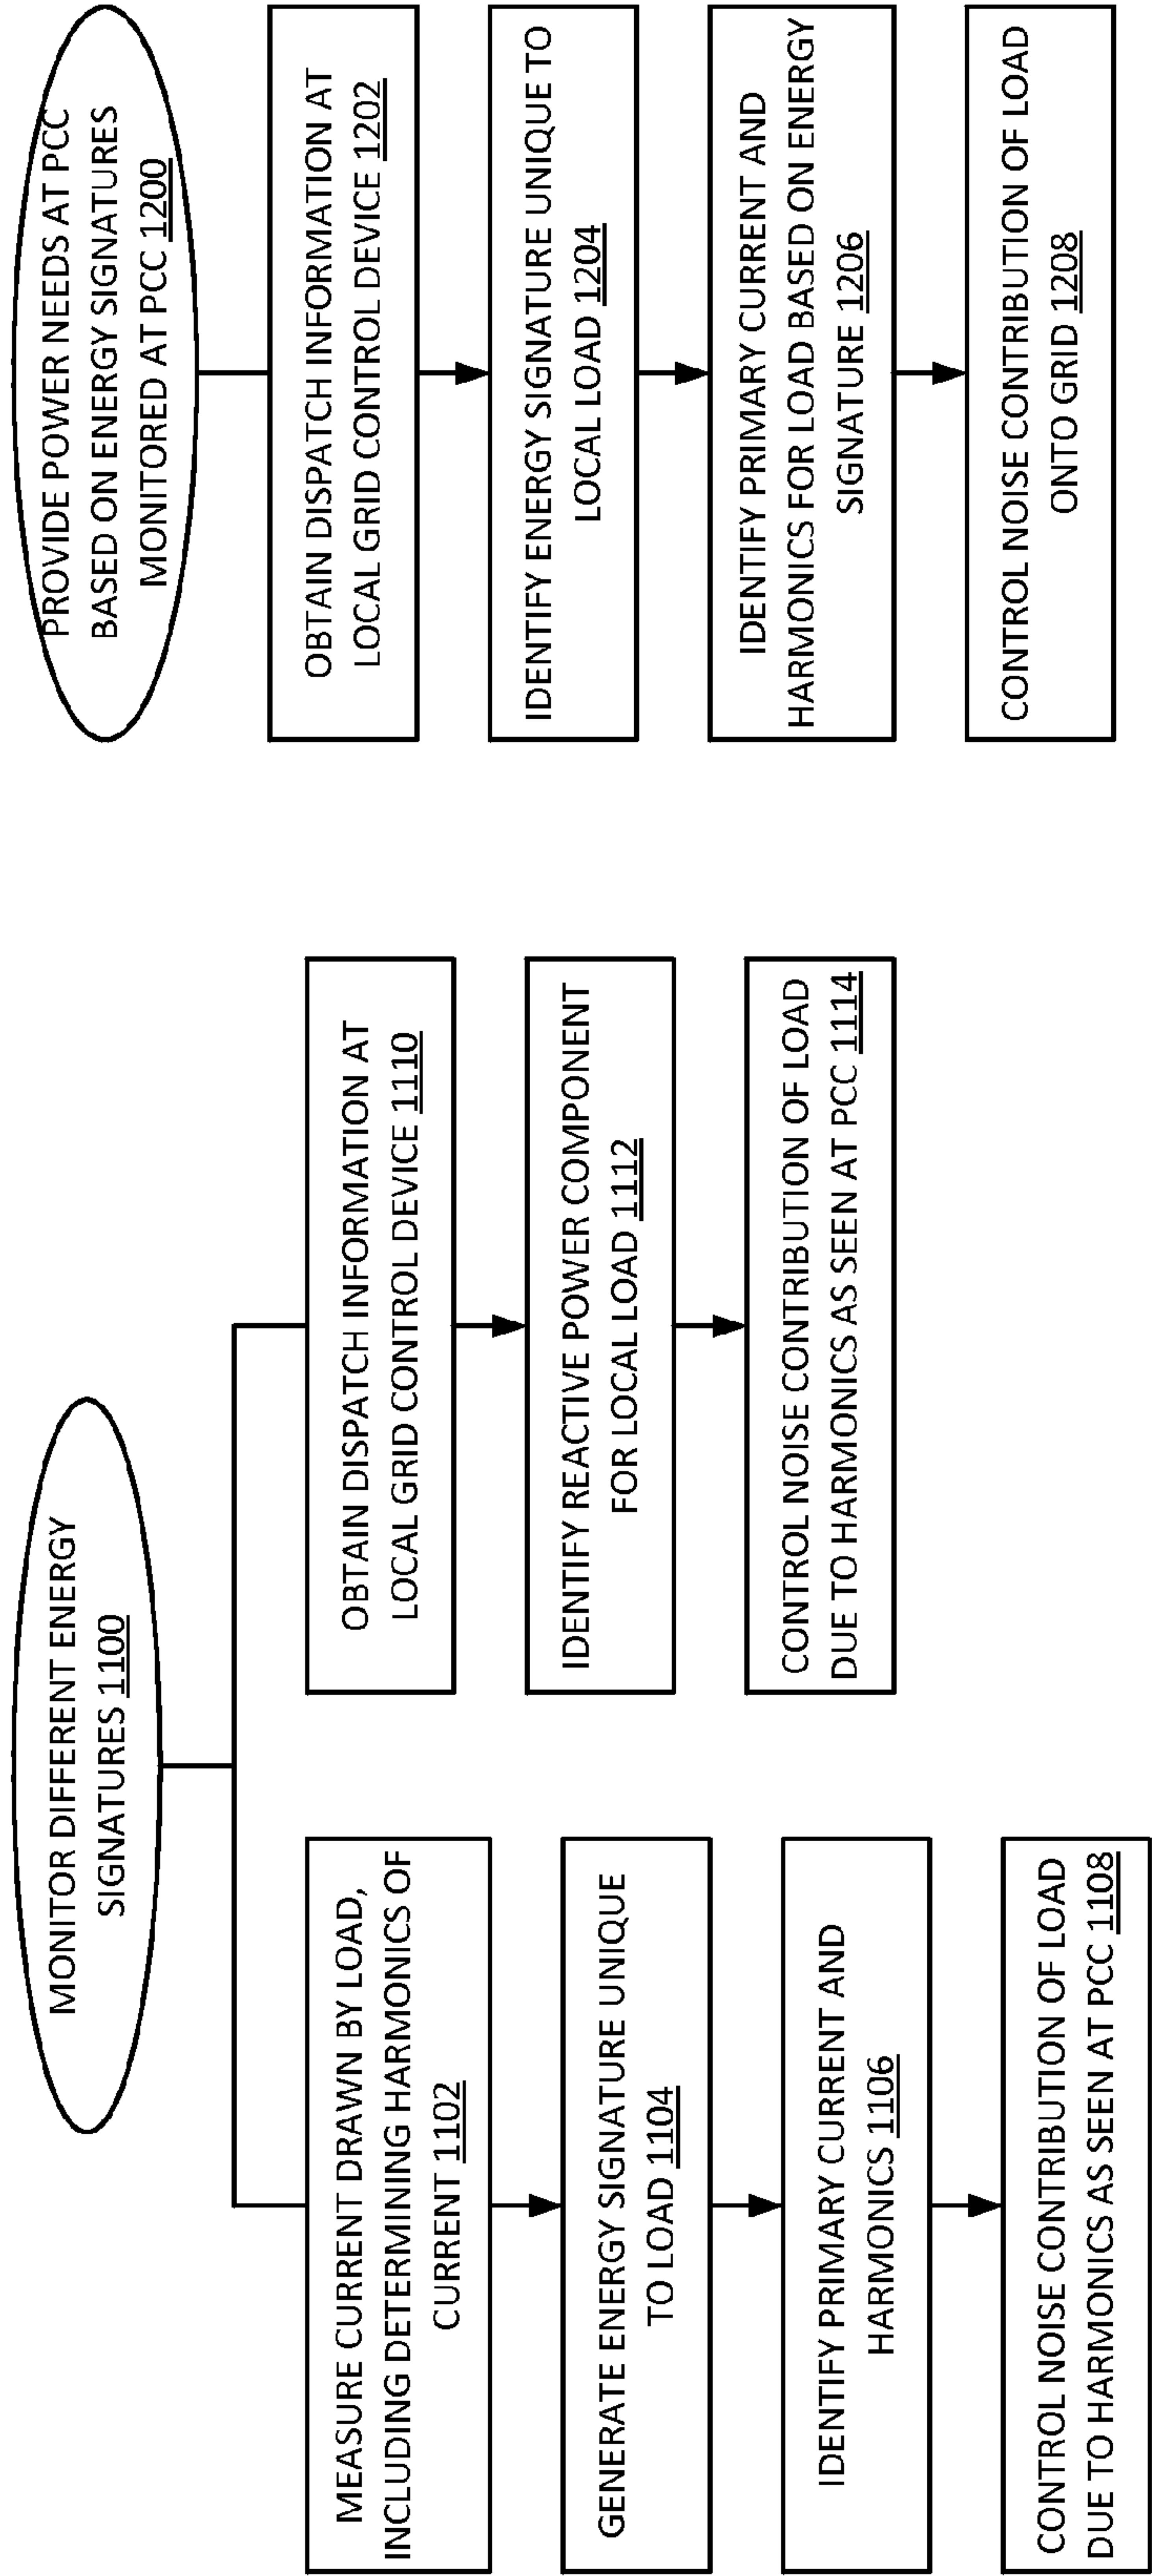 MONITOR DIFFERENT ENERGY
SIGNATURES 1100
MEASURE CURRENT DRAWN BY LOAD,
INCLUDING DETERMINING HARMONICS OF
CURRENT 1102
GENERATE ENERGY SIGNATURE UNIQUE
TO LOAD 1104
IDENTIFY PRIMARY CURRENT AND
HARMONICS 1106
CONTROL NOISE CONTRIBUTION OF LOAD
DUE TO HARMONICS AS SEEN AT PCC 1108
OBTAIN DISPATCH INFORMATION AT
LOCAL GRID CONTROL DEVICE 1110
IDENTIFY REACTIVE POWER COMPONENT
FOR LOCAL LOAD 1112
CONTROL NOISE CONTRIBUTION OF LOAD
DUE TO HARMONICS AS SEEN AT PCC 1114
PROVIDE POWER NEEDS AT PCC
BASED ON ENERGY SIGNATURES
MONITORED AT PCC 1200
OBTAIN DISPATCH INFORMATION AT
LOCAL GRID CONTROL DEVICE 1202
IDENTIFY ENERGY SIGNATURE UNIQUE TO
LOCAL LOAD 1204
IDENTIFY PRIMARY CURRENT AND
HARMONICS FOR LOAD BASED ON ENERGY
SIGNATURE 1206
CONTROL NOISE CONTRIBUTION OF LOAD
ONTO GRID 1208